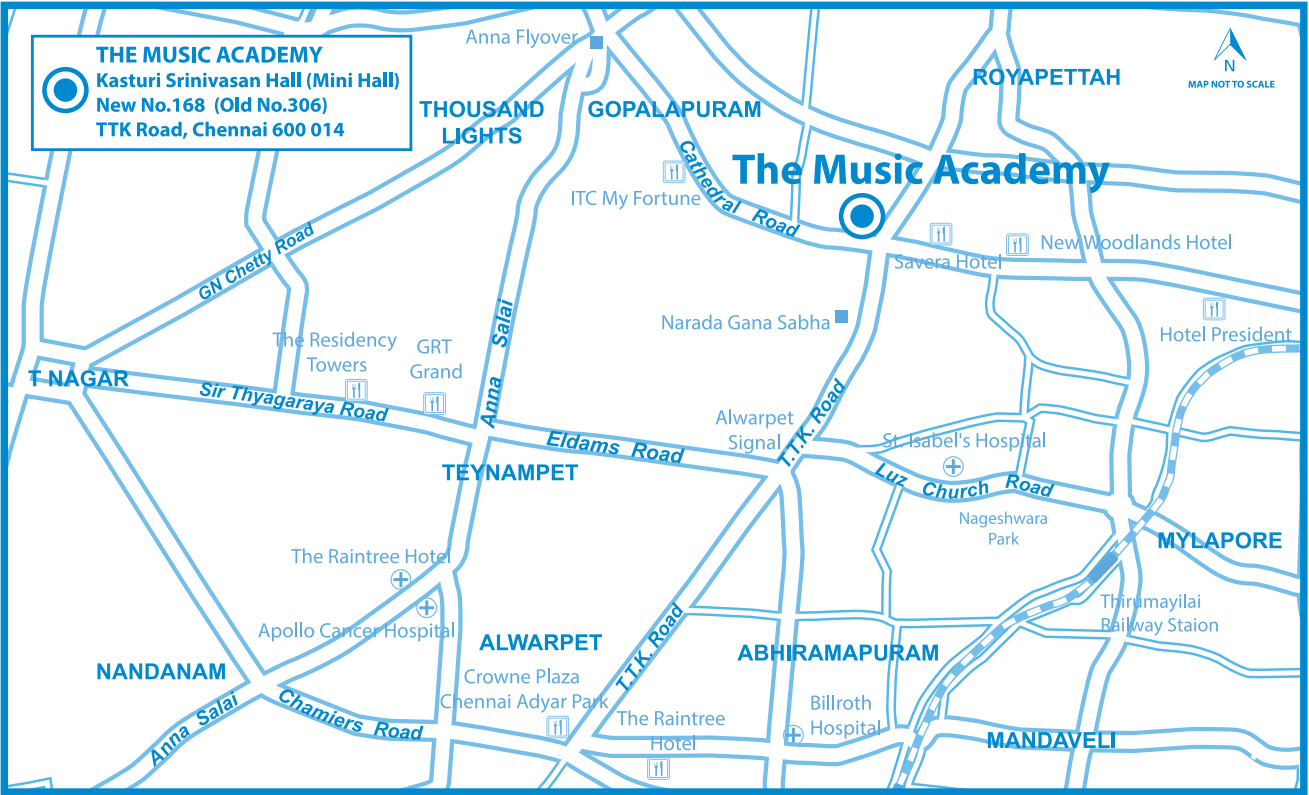 THE MUSIC ACADEMY
Kasturi Srinivasan Hall (Mini Hall)
New No.168 (Old No.306)
TTK Road, Chennai 600 014
Anna Flyover
N
MAP NOT TO SCALE
ROYAPETTAH
THOUSAND
LIGHTS
GOPALAPURAM
The Music Academy
Cathedral Road
ITC My Fortune
Savera Hotel
New Woodlands Hotel
GN Chetty Road
Anna Salai
Narada Gana Sabha
Hotel President
The Residency
Towers
GRT
Grand
T NAGAR
Sir Thyagaraya Road
Alwarpet
Signal
T.T.K. Road
Eldams Road
St. Isabel's Hospital
TEYNAMPET
Luz Church Road
Nageshwara
Park
MYLAPORE
The Raintree Hotel
Apollo Cancer Hospital
Thirumayilai
Railway Staion
ALWARPET
T.T.K. Road
ABHIRAMAPURAM
NANDANAM
Crowne Plaza
Chennai Adyar Park
Anna Salai
Chamiers Road
The Raintree
Hotel
Billroth
Hospital
MANDAVELI